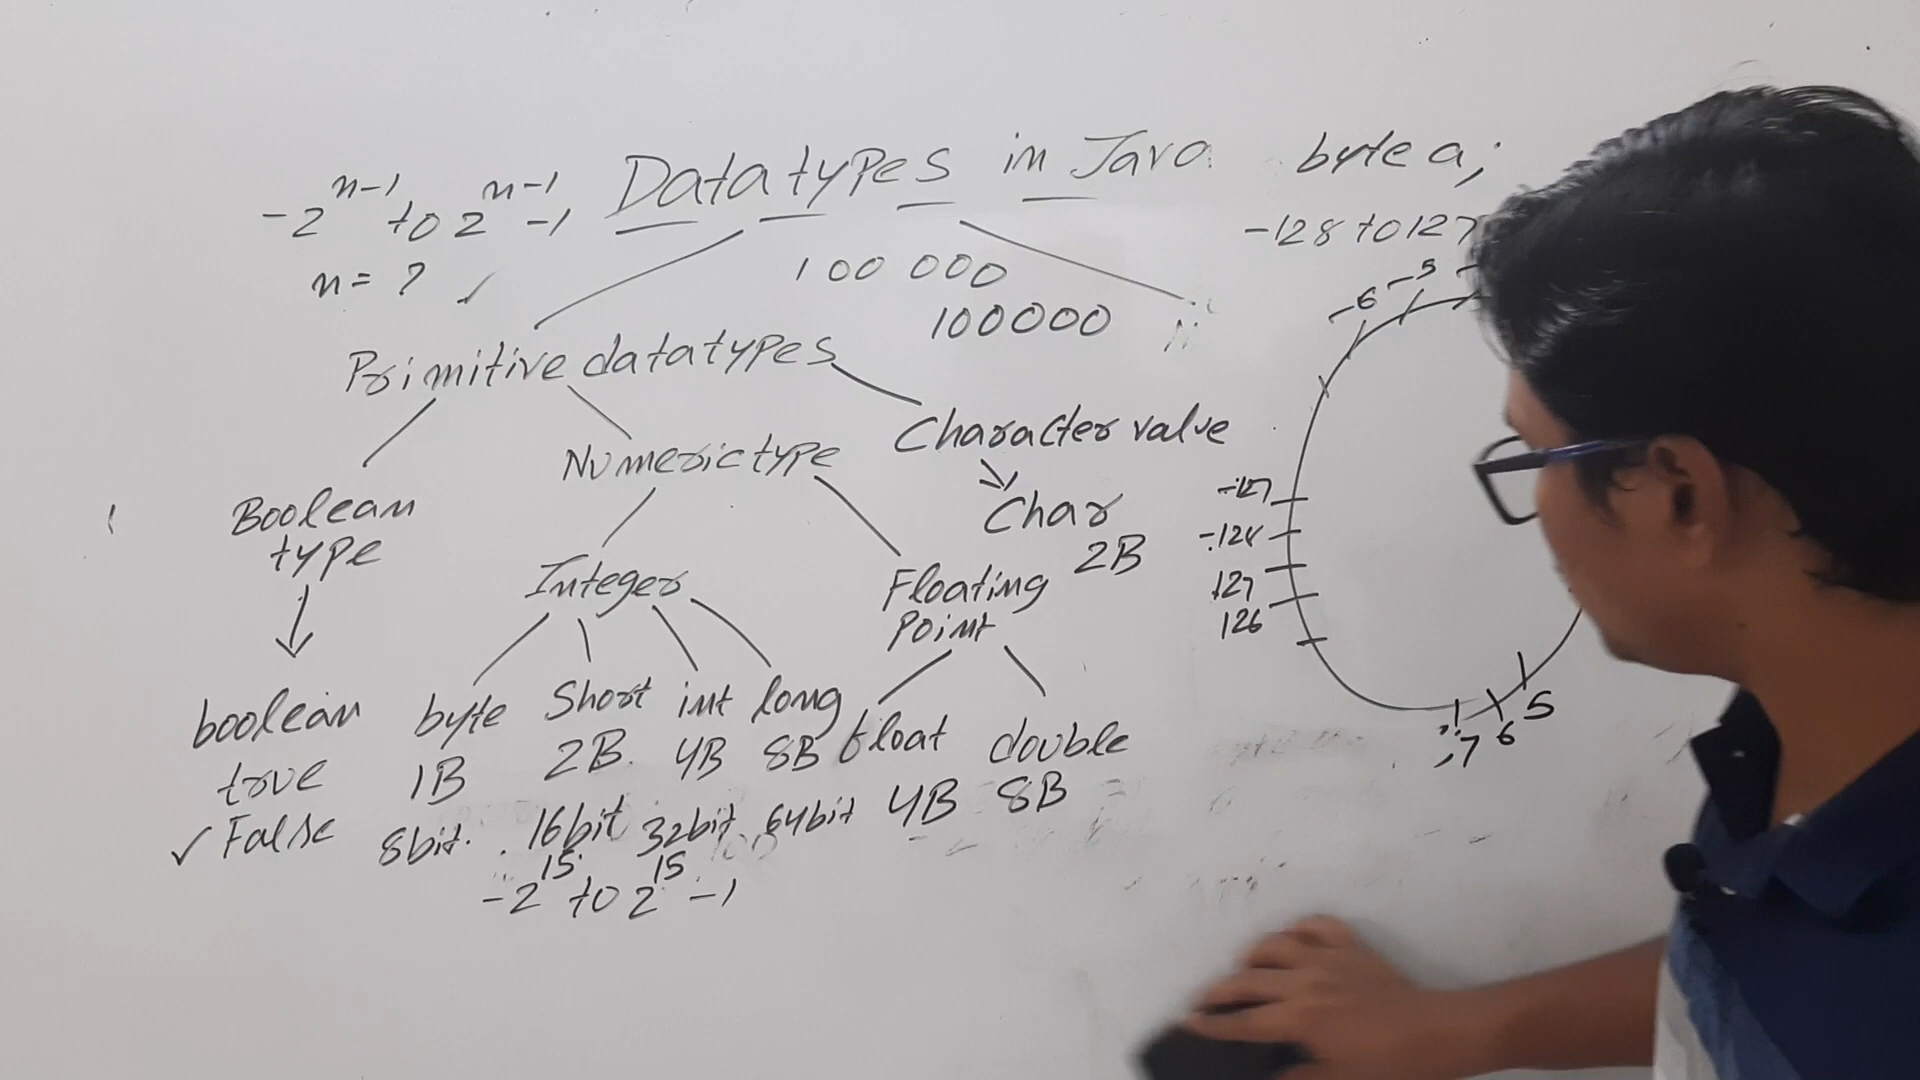 Datatypes in Java
byte a;
-2^n-1 to 2^n-1 -1
-128 to 127
n = ?
100 000
100000
-6 -5
Primitive datatypes
Character value
Numeric type
Char
2B
Boolean
type
Integer
Floating
Point
-127
127
126
boolean byte Short int long float double
true 1B 2B. 4B 8B 4B 8B
✓ False 8bit. 16bit 32bit 64bit
-2^15 to 2^15 -1
7 6 5